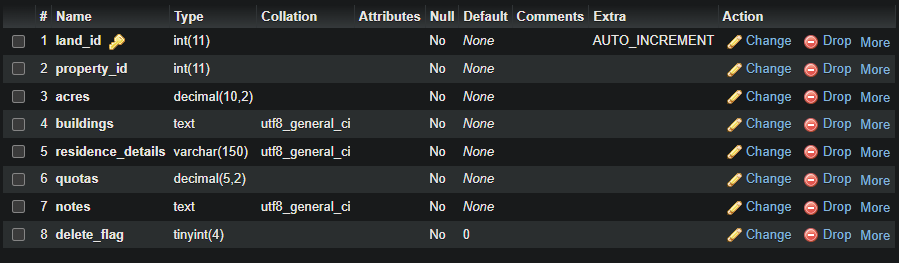 # Name Type Collation Attributes Null Default Comments Extra Action
1 land_id int(11) No None AUTO_INCREMENT Change Drop More
2 property_id int(11) No None Change Drop More
3 acres decimal(10,2) No None Change Drop More
4 buildings text utf8_general_ci No None Change Drop More
5 residence_details varchar(150) utf8_general_ci No None Change Drop More
6 quotas decimal(5,2) No None Change Drop More
7 notes text utf8_general_ci No None Change Drop More
8 delete_flag tinyint(4) No 0 Change Drop More